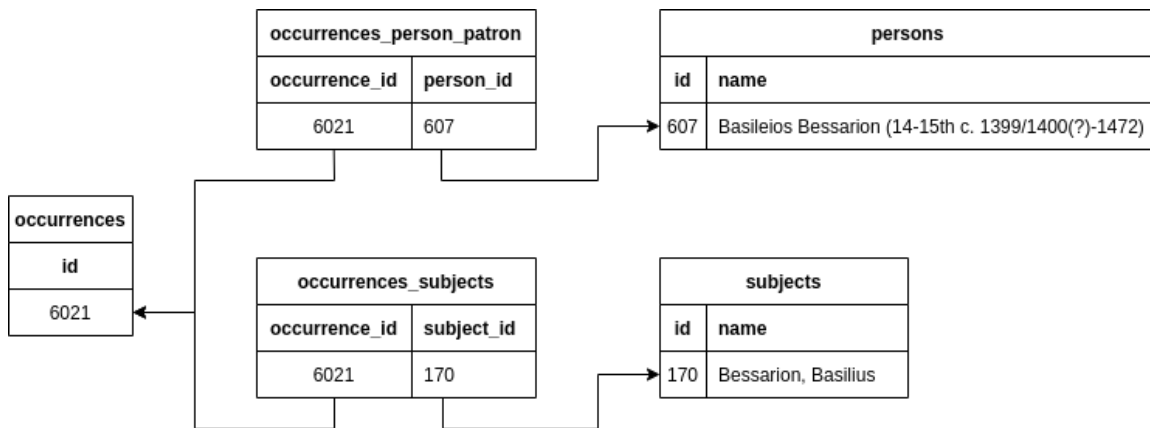 occurrences_person_patron
occurrence_id person_id
6021 607
persons
id name
607 Basileios Bessarion (14-15th c. 1399/1400(?)-1472)
occurrences
id
6021
occurrences_subjects
occurrence_id subject_id
6021 170
subjects
id name
170 Bessarion, Basilius